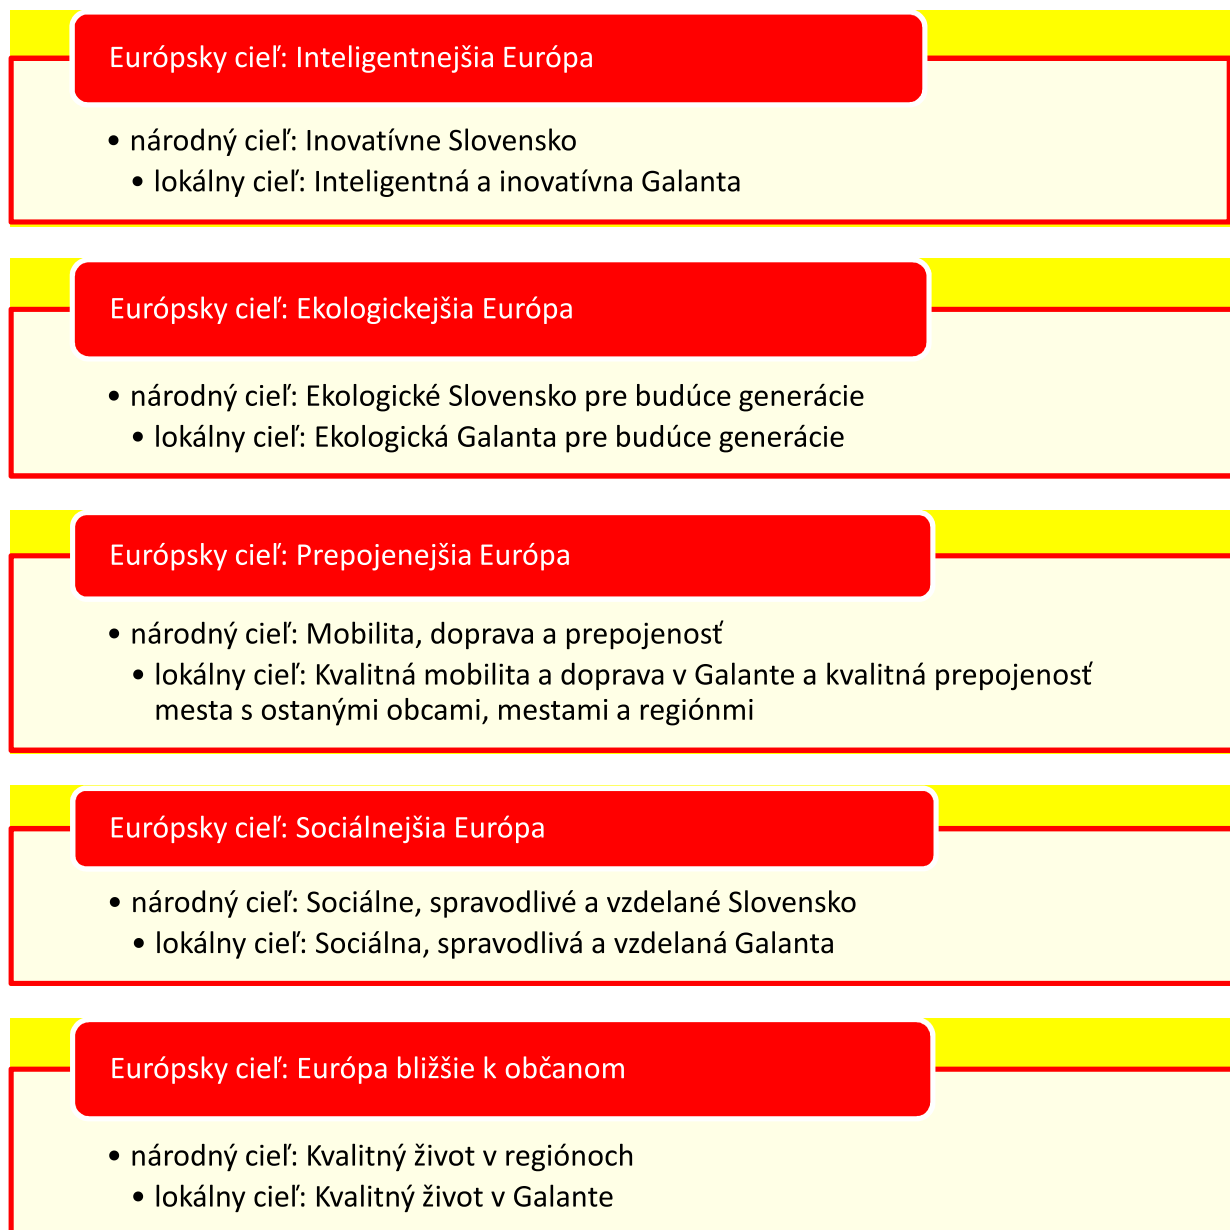 Európsky cieľ: Inteligentnejšia Európa
• národný cieľ: Inovatívne Slovensko
• lokálny cieľ: Inteligentná a inovatívna Galanta
Európsky cieľ: Ekologickejšia Európa
• národný cieľ: Ekologické Slovensko pre budúce generácie
• lokálny cieľ: Ekologická Galanta pre budúce generácie
Európsky cieľ: Prepojenejšia Európa
• národný cieľ: Mobilita, doprava a prepojenosť
• lokálny cieľ: Kvalitná mobilita a doprava v Galante a kvalitná prepojenosť
mesta s ostanými obcami, mestami a regiónmi
Európsky cieľ: Sociálnejšia Európa
• národný cieľ: Sociálne, spravodlivé a vzdelané Slovensko
• lokálny cieľ: Sociálna, spravodlivá a vzdelaná Galanta
Európsky cieľ: Európa bližšie k občanom
• národný cieľ: Kvalitný život v regiónoch
• lokálny cieľ: Kvalitný život v Galante